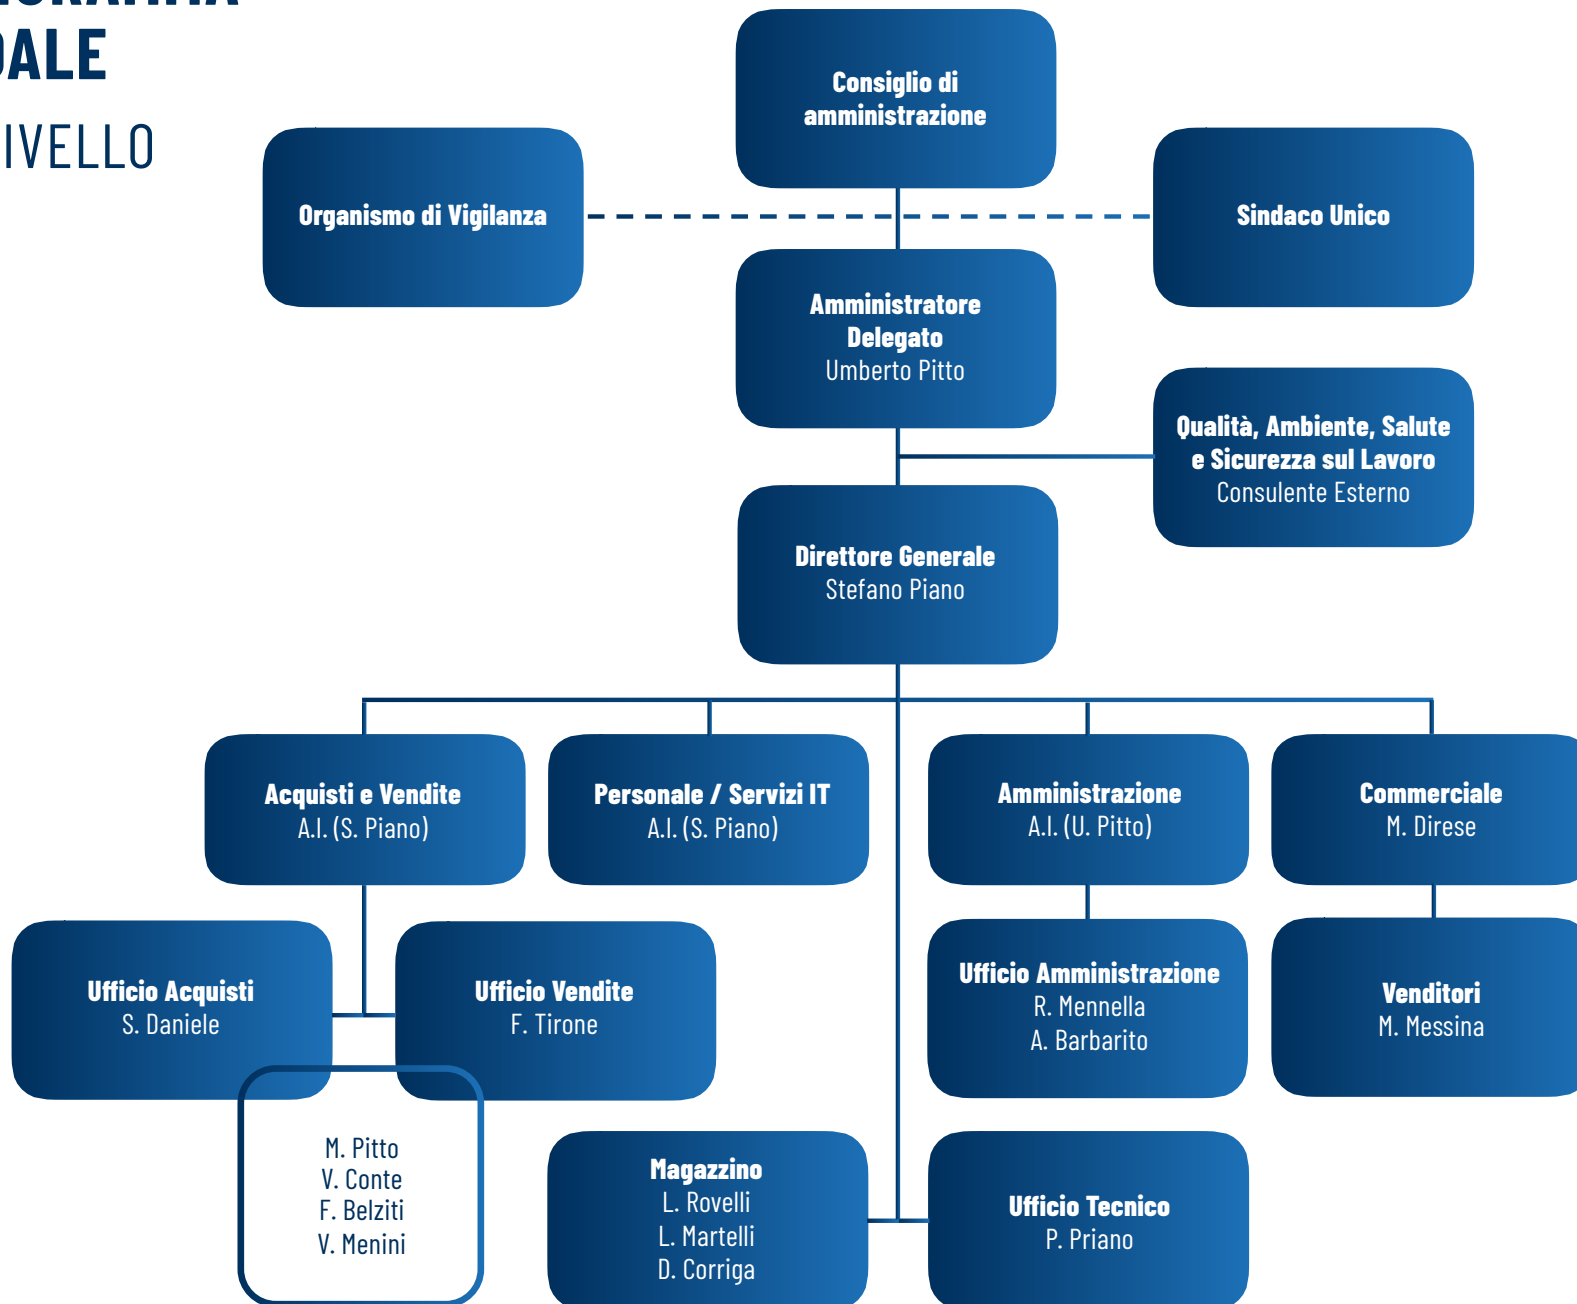 DALE
IVELLO
Consiglio di
amministrazione
Organismo di Vigilanza
Sindaco Unico
Amministratore
Delegato
Umberto Pitto
Qualità, Ambiente, Salute
e Sicurezza sul Lavoro
Consulente Esterno
Direttore Generale
Stefano Piano
Acquisti e Vendite
A.I. (S. Piano)
Personale / Servizi IT
A.I. (S. Piano)
Amministrazione
A.I. (U. Pitto)
Commerciale
M. Direse
Ufficio Acquisti
S. Daniele
Ufficio Vendite
F. Tirone
Ufficio Amministrazione
R. Mennella
A. Barbarito
Venditori
M. Messina
M. Pitto
V. Conte
F. Belziti
V. Menini
Magazzino
L. Rovelli
L. Martelli
D. Corriga
Ufficio Tecnico
P. Priano